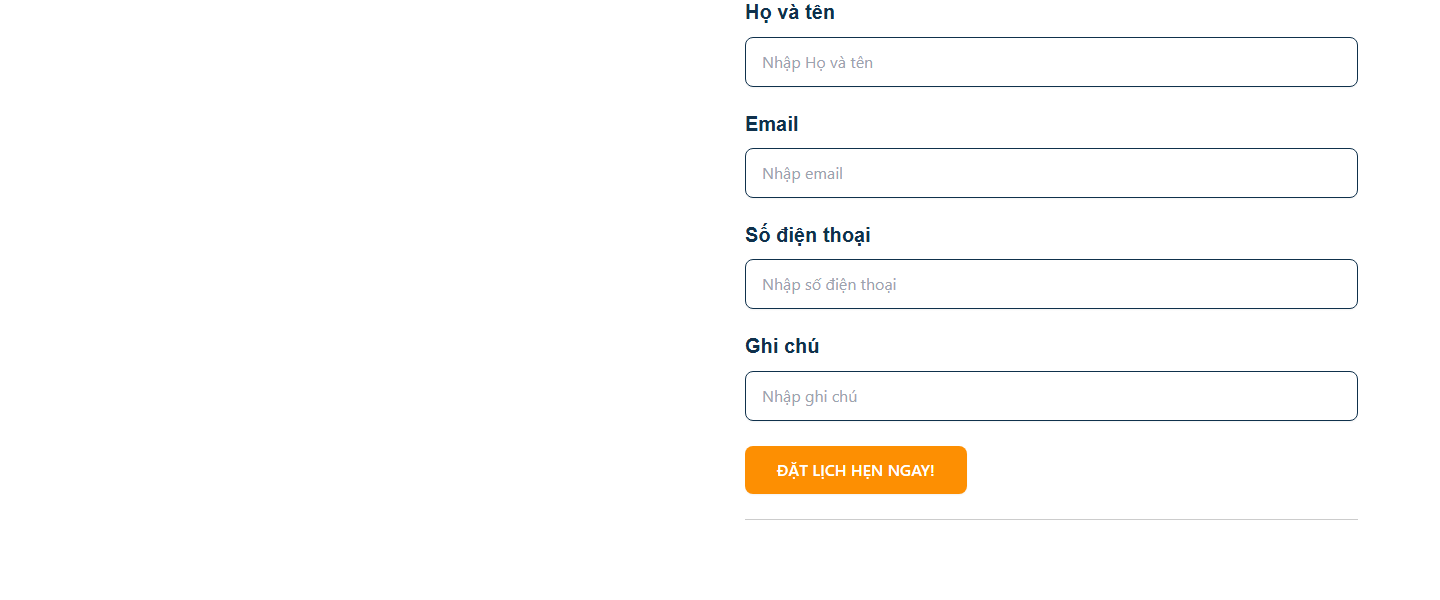 Họ và tên
Nhập Họ và tên
Email
Nhập email
Số điện thoại
Nhập số điện thoại
Ghi chú
Nhập ghi chú
ĐẶT LỊCH HẸN NGAY!